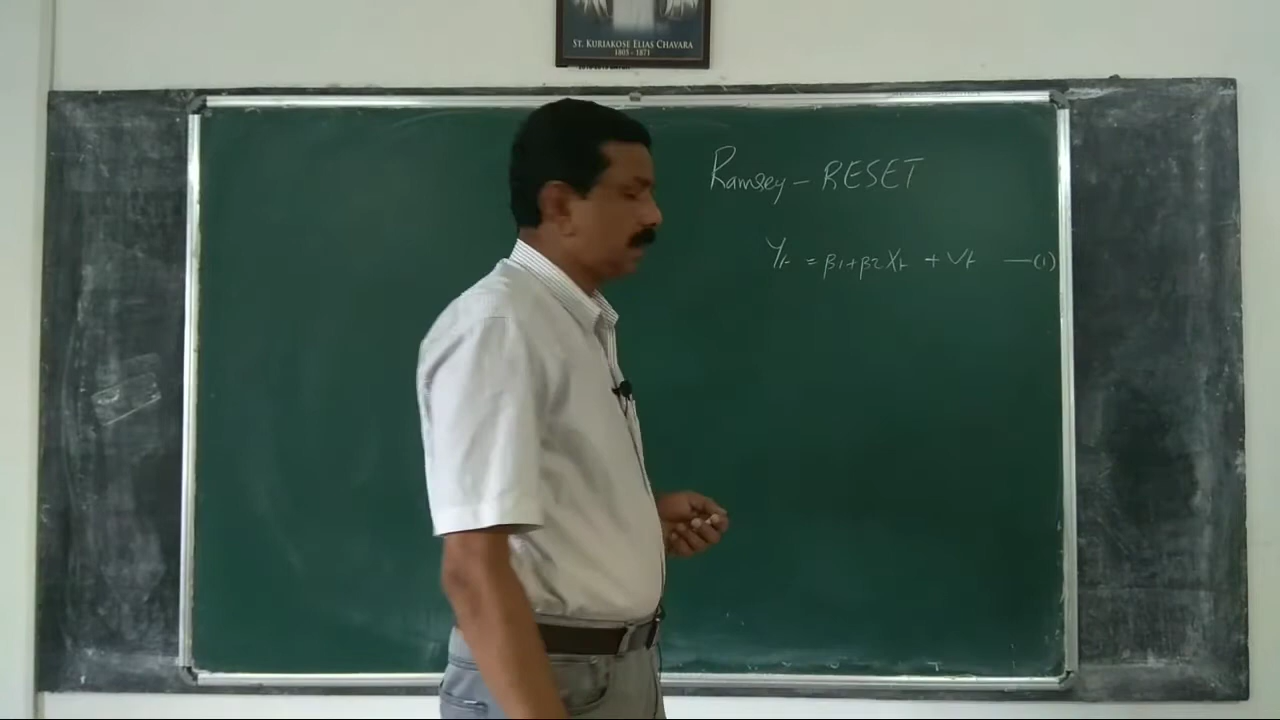 ST. KURIAKOSE ELIAS CHAVARA
1805 - 1871
Ramsey - RESET
Yt = β1+β2 Xt + Vt —(1)